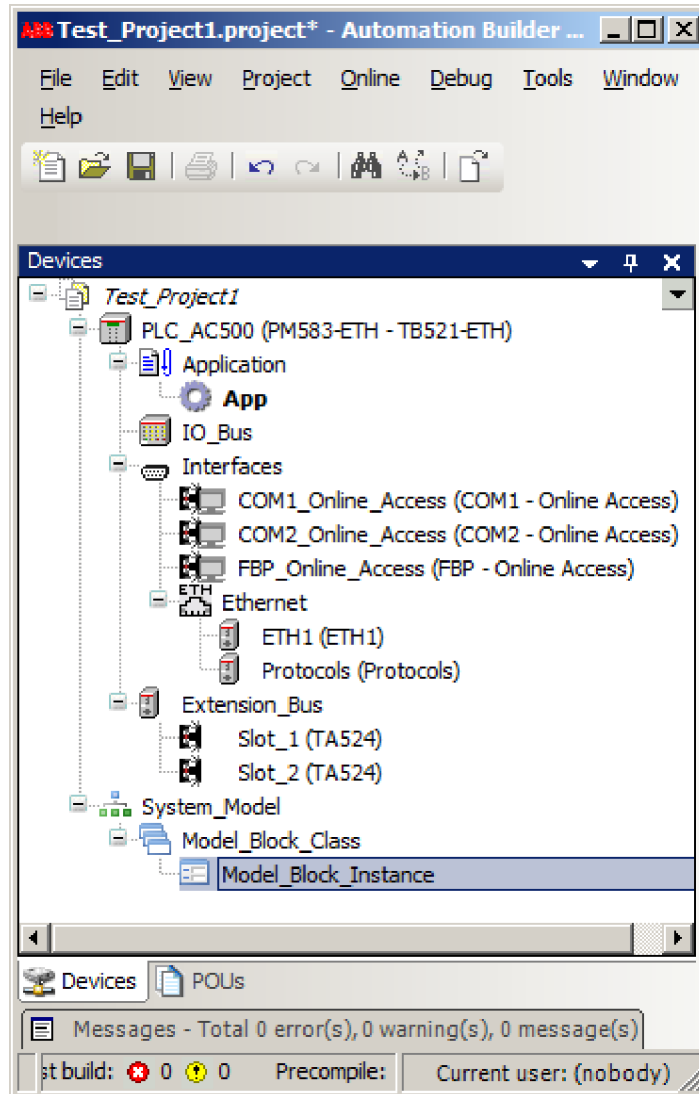 ABB Test_Project1.project* - Automation Builder ...
File Edit View Project Online Debug Tools Window
Help
A B
Devices
Test_Project1
PLC_AC500 (PM583-ETH - TB521-ETH)
Application
App
IO_Bus
Interfaces
COM1_Online_Access (COM1 - Online Access)
COM2_Online_Access (COM2 - Online Access)
FBP_Online_Access (FBP - Online Access)
ETH
Ethernet
ETH1 (ETH1)
Protocols (Protocols)
Extension_Bus
Slot_1 (TA524)
Slot_2 (TA524)
System_Model
Model_Block_Class
Model_Block_Instance
Devices POUs
Messages - Total 0 error(s), 0 warning(s), 0 message(s)
st build: 0 0 Precompile: Current user: (nobody)